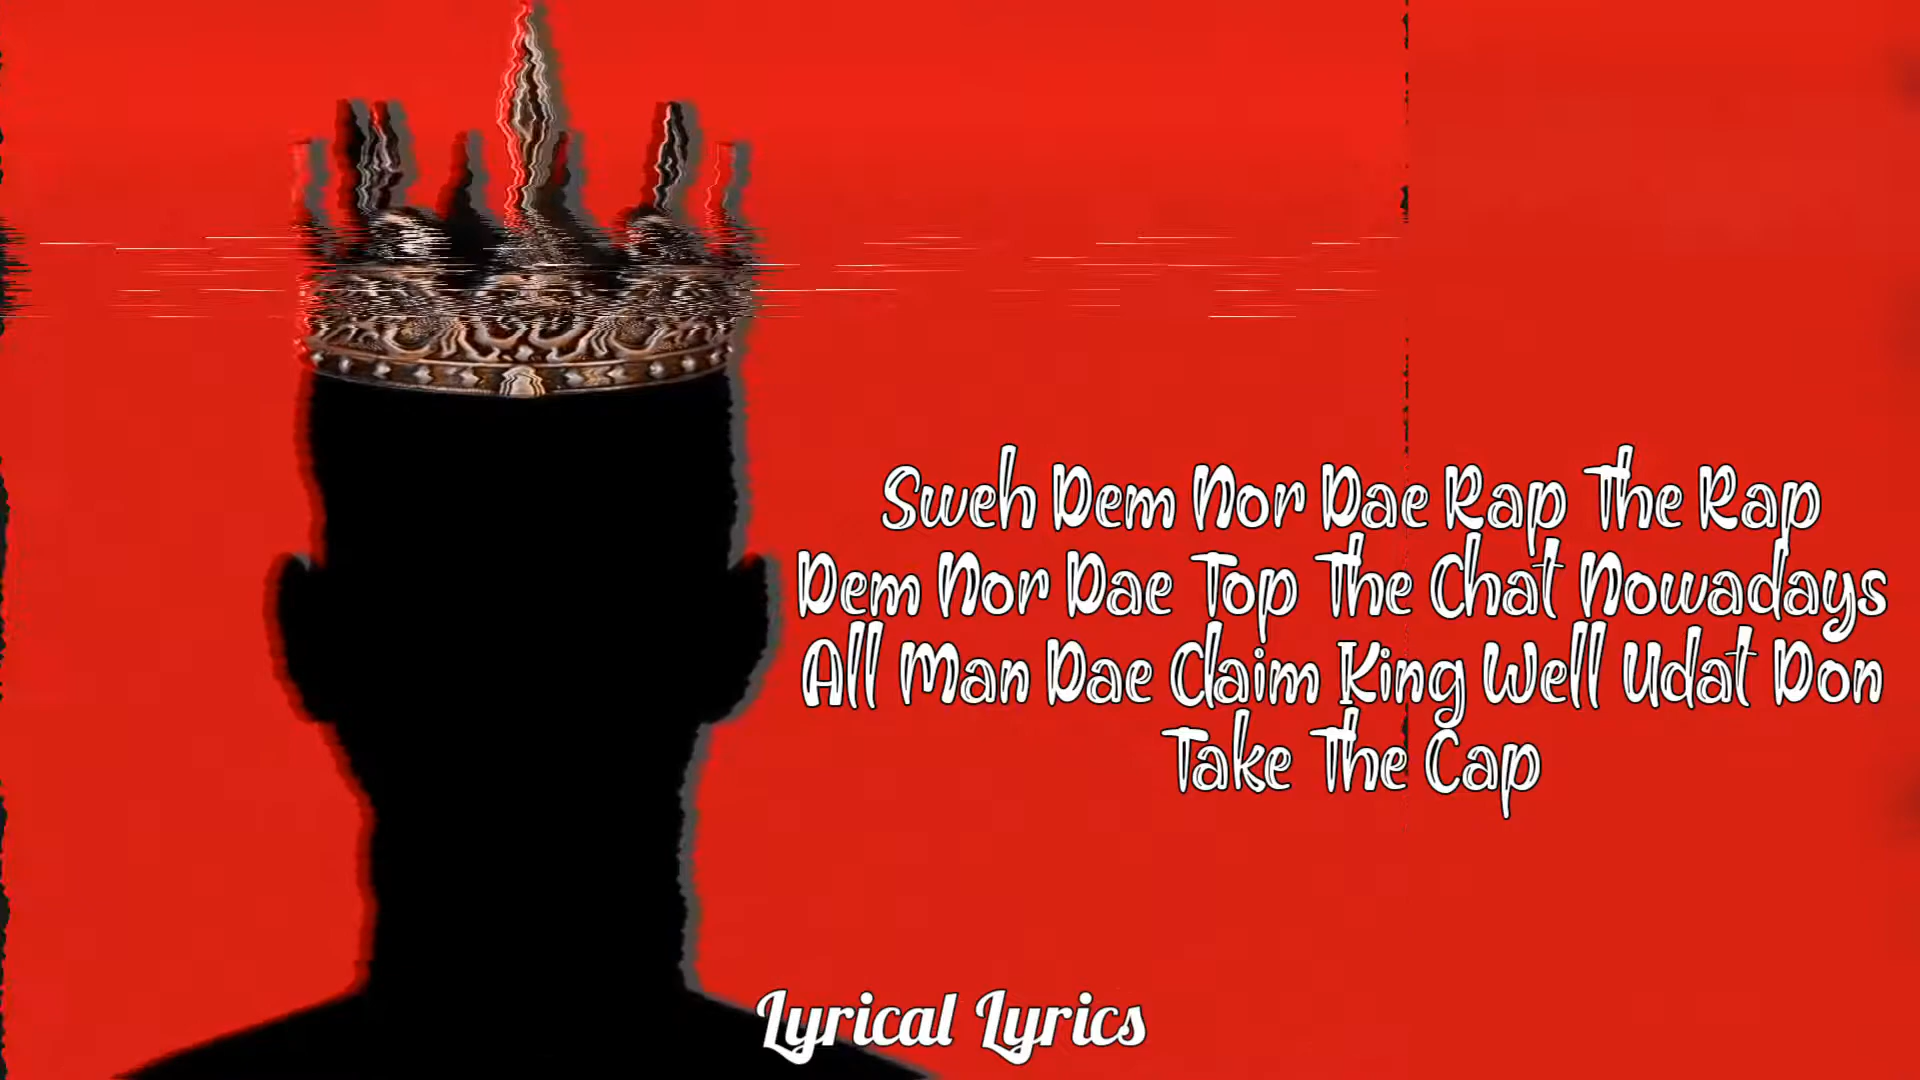 Sweh Dem Nor Dae Rap The Rap
Dem Nor Dae Top The Chat Nowadays
All Man Dae Claim King Well Udat Don
Take The Cap
Lyrical Lyrics